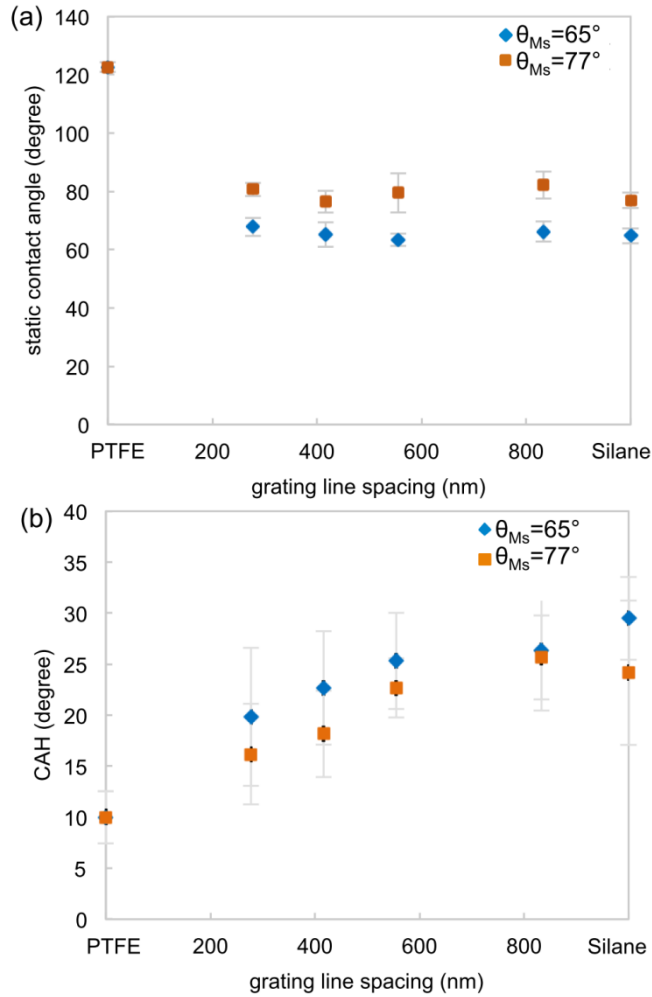 (a)
140
120
100
80
60
40
20
0
static contact angle (degree)
θMs=65°
θMs=77°
PTFE 200 400 600 800 Silane
grating line spacing (nm)
(b)
40
35
30
25
20
15
10
5
0
CAH (degree)
θMs=65°
θMs=77°
PTFE 200 400 600 800 Silane
grating line spacing (nm)